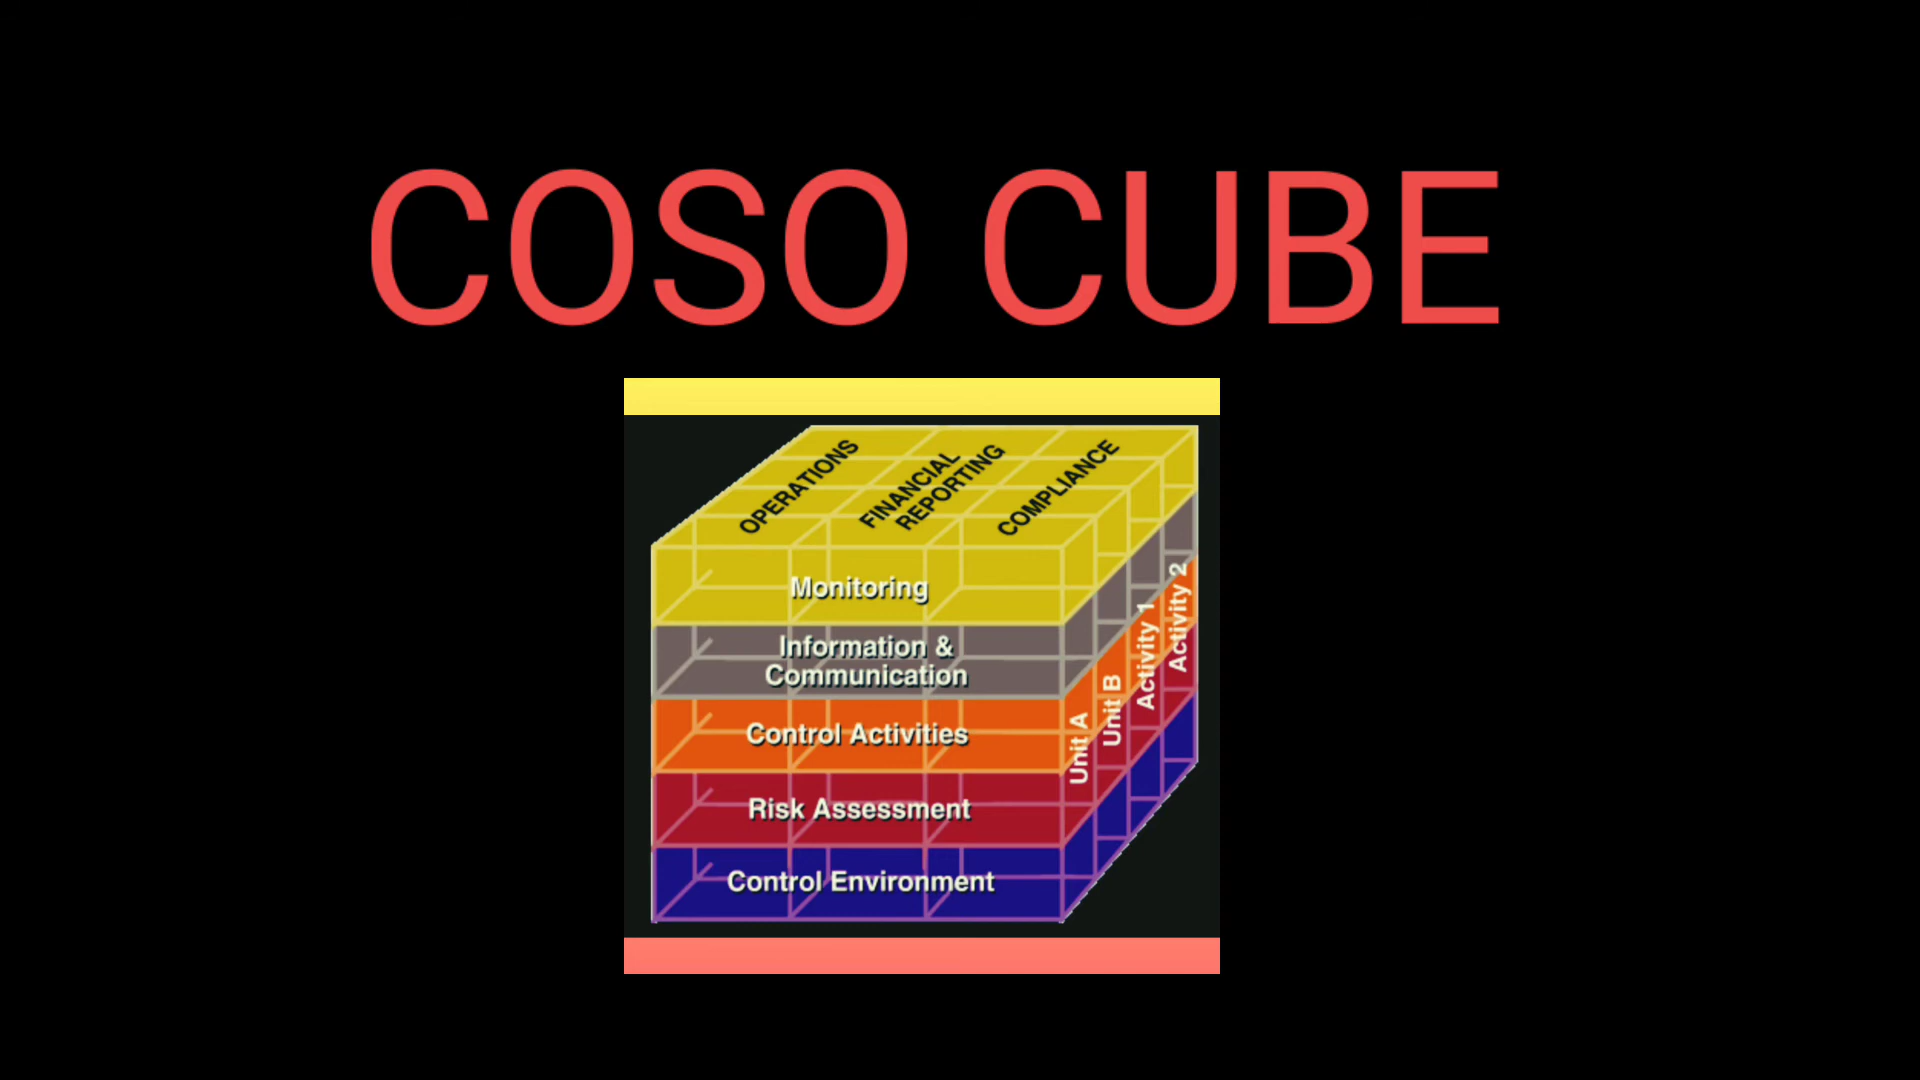 COSO CUBE
OPERATIONS
FINANCIAL
REPORTING
COMPLIANCE
Monitoring
Information &
Communication
Control Activities
Risk Assessment
Control Environment
Unit A
Unit B
Activity 1
Activity 2